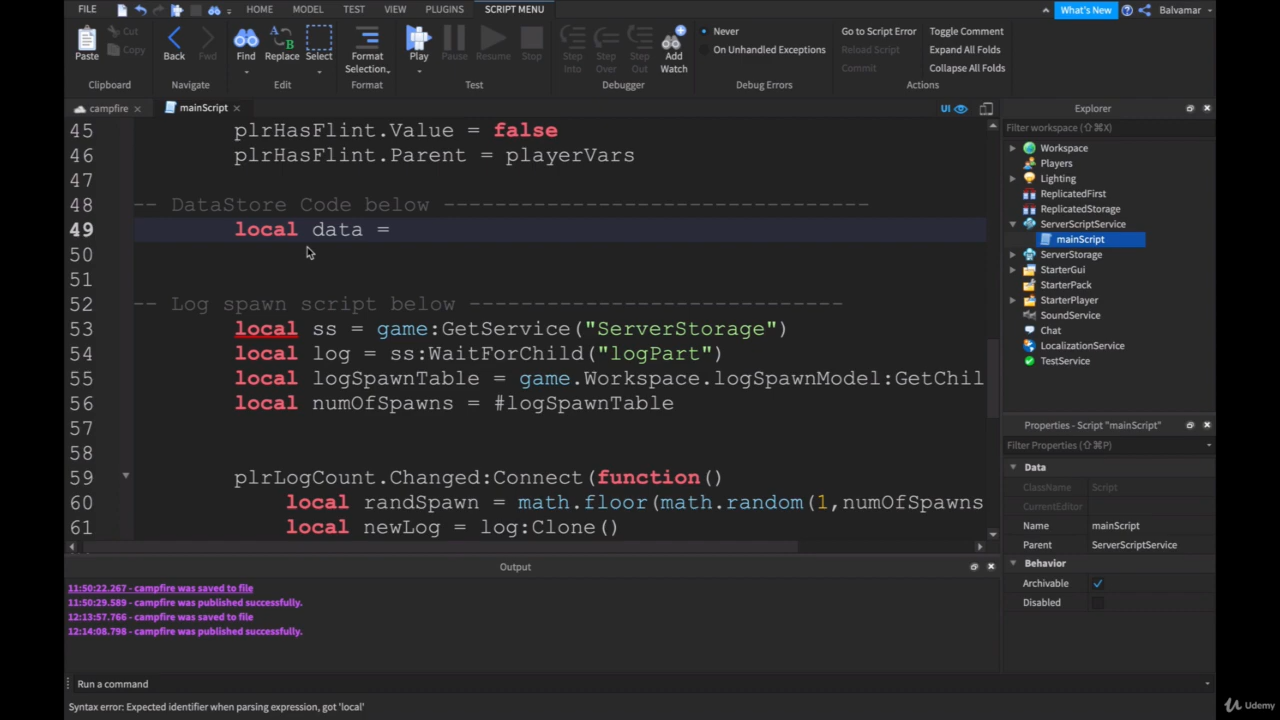 FILE HOME MODEL TEST VIEW PLUGINS SCRIPT MENU What's New Balvamar
Paste Cut Copy Back Fwd Find Replace Select Format Selection Play Pause Resume Stop Step Into Step Over Step Out Add Watch
Never
On Unhandled Exceptions
Go to Script Error Toggle Comment
Reload Script Expand All Folds
Commit Collapse All Folds
Clipboard Navigate Edit Format Test Debugger Debug Errors Actions
campfire mainScript UI
45 plrHasFlint.Value = false
46 plrHasFlint.Parent = playerVars
47
48 -- DataStore Code below ---------------------------------
49 local data =
50
51
52 -- Log spawn script below -----------------------------
53 local ss = game:GetService("ServerStorage")
54 local log = ss:WaitForChild("logPart")
55 local logSpawnTable = game.Workspace.logSpawnModel:GetChil
56 local numOfSpawns = #logSpawnTable
57
58
59 plrLogCount.Changed:Connect(function()
60 local randSpawn = math.floor(math.random(1,numOfSpawns
61 local newLog = log:Clone()
Explorer
Filter workspace (⇧⌘X)
Workspace
Players
Lighting
ReplicatedFirst
ReplicatedStorage
ServerScriptService
mainScript
ServerStorage
StarterGui
StarterPack
StarterPlayer
SoundService
Chat
LocalizationService
TestService
Properties - Script "mainScript"
Filter Properties (⇧⌘P)
Data
ClassName Script
CurrentEditor
Name mainScript
Parent ServerScriptService
Behavior
Archivable
Disabled
Output
11:50:22.267 - campfire was saved to file
11:50:29.589 - campfire was published successfully.
12:13:57.766 - campfire was saved to file
12:14:08.798 - campfire was published successfully.
Run a command
Syntax error: Expected identifier when parsing expression, got 'local'
Udemy